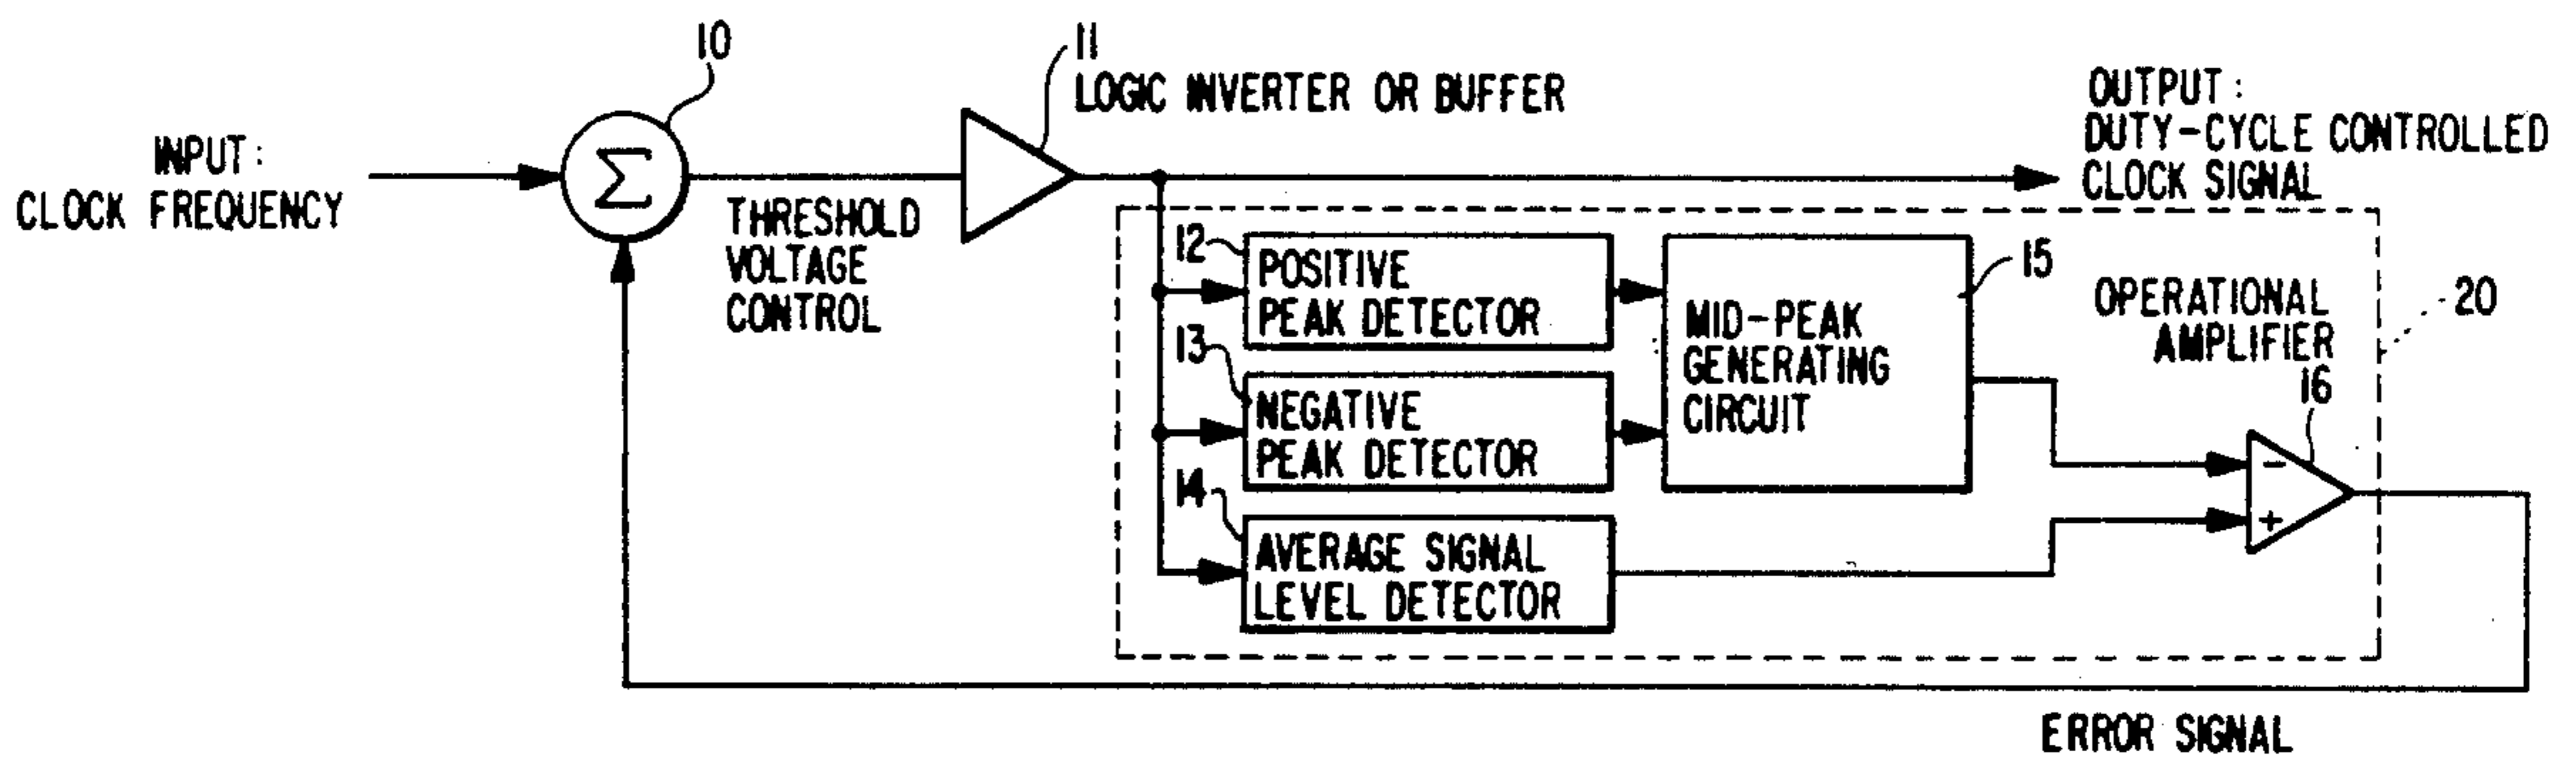 10
11
LOGIC INVERTER OR BUFFER
INPUT:
CLOCK FREQUENCY
Σ
THRESHOLD
VOLTAGE
CONTROL
OUTPUT:
DUTY-CYCLE CONTROLLED
CLOCK SIGNAL
12
POSITIVE
PEAK DETECTOR
13
NEGATIVE
PEAK DETECTOR
14
AVERAGE SIGNAL
LEVEL DETECTOR
15
MID-PEAK
GENERATING
CIRCUIT
OPERATIONAL
AMPLIFIER
16
-
+
20
ERROR SIGNAL